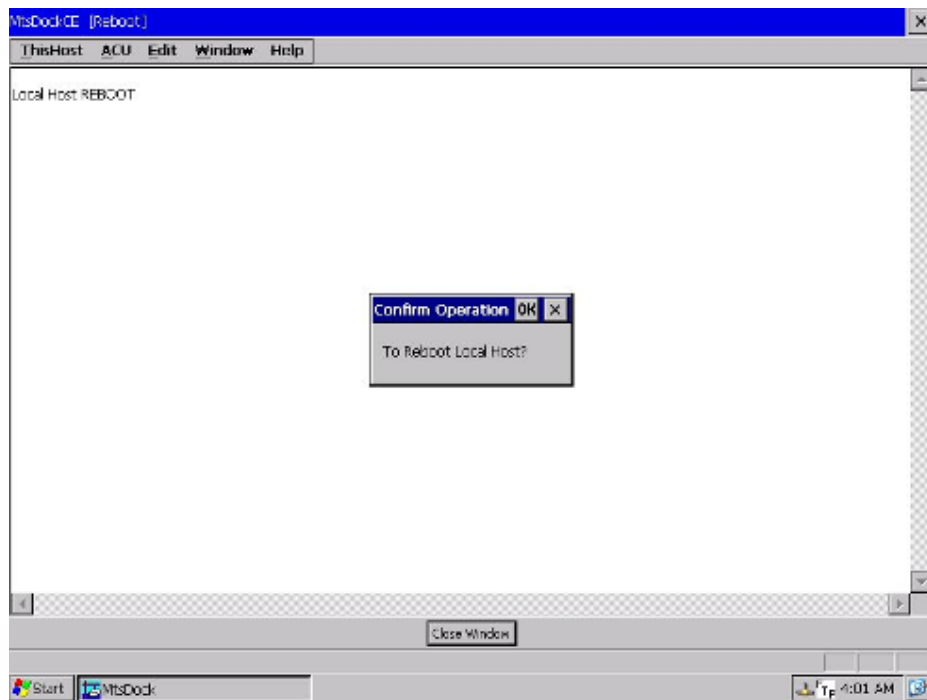 MtsDockCE [Reboot]
ThisHost ACU Edit Window Help
Local Host REBOOT
Confirm Operation OK
To Reboot Local Host?
Close Window
Start MtsDock 4:01 AM